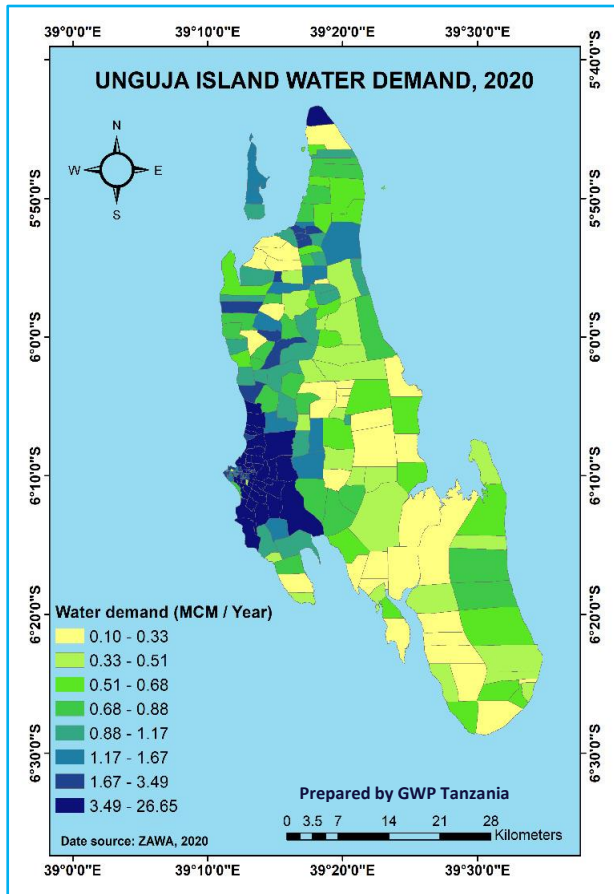 39°0'0"E 39°10'0"E 39°20'0"E 39°30'0"E
5°40'0"S
UNGUJA ISLAND WATER DEMAND, 2020
N
W E
S
5°50'0"S 5°50'0"S
6°0'0"S 6°0'0"S
6°10'0"S 6°10'0"S
6°20'0"S 6°20'0"S
6°30'0"S 6°30'0"S
Water demand (MCM / Year)
0.10 - 0.33
0.33 - 0.51
0.51 - 0.68
0.68 - 0.88
0.88 - 1.17
1.17 - 1.67
1.67 - 3.49
3.49 - 26.65
Prepared by GWP Tanzania
0 3.5 7 14 21 28
Kilometers
Date source: ZAWA, 2020
39°0'0"E 39°10'0"E 39°20'0"E 39°30'0"E